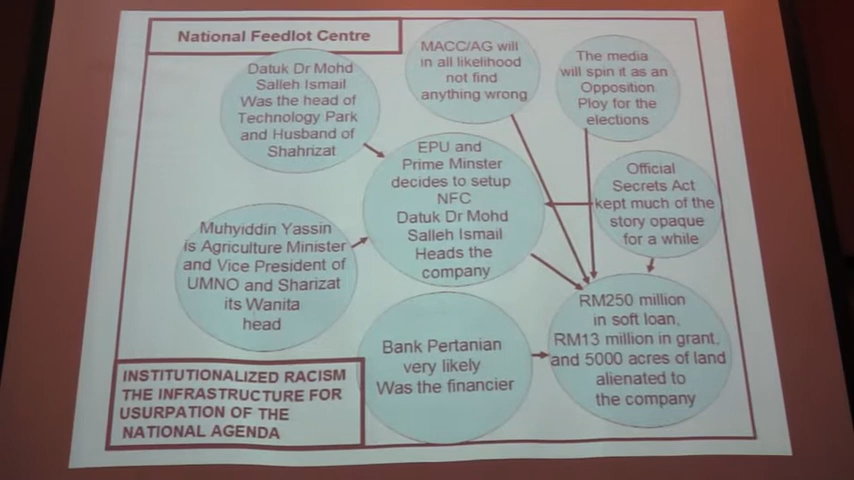 National Feedlot Centre
Datuk Dr Mohd
Salleh Ismail
Was the head of
Technology Park
and Husband of
Shahrizat
MACC/AG will
in all likelihood
not find
anything wrong
The media
will spin it as an
Opposition
Ploy for the
elections
EPU and
Prime Minster
decides to setup
NFC
Datuk Dr Mohd
Salleh Ismail
Heads the
company
Official
Secrets Act
kept much of the
story opaque
for a while
Muhyiddin Yassin
is Agriculture Minister
and Vice President of
UMNO and Sharizat
its Wanita
head
Bank Pertanian
very likely
Was the financier
RM250 million
in soft loan,
RM13 million in grant.
and 5000 acres of land
alienated to
the company
INSTITUTIONALIZED RACISM
THE INFRASTRUCTURE FOR
USURPATION OF THE
NATIONAL AGENDA